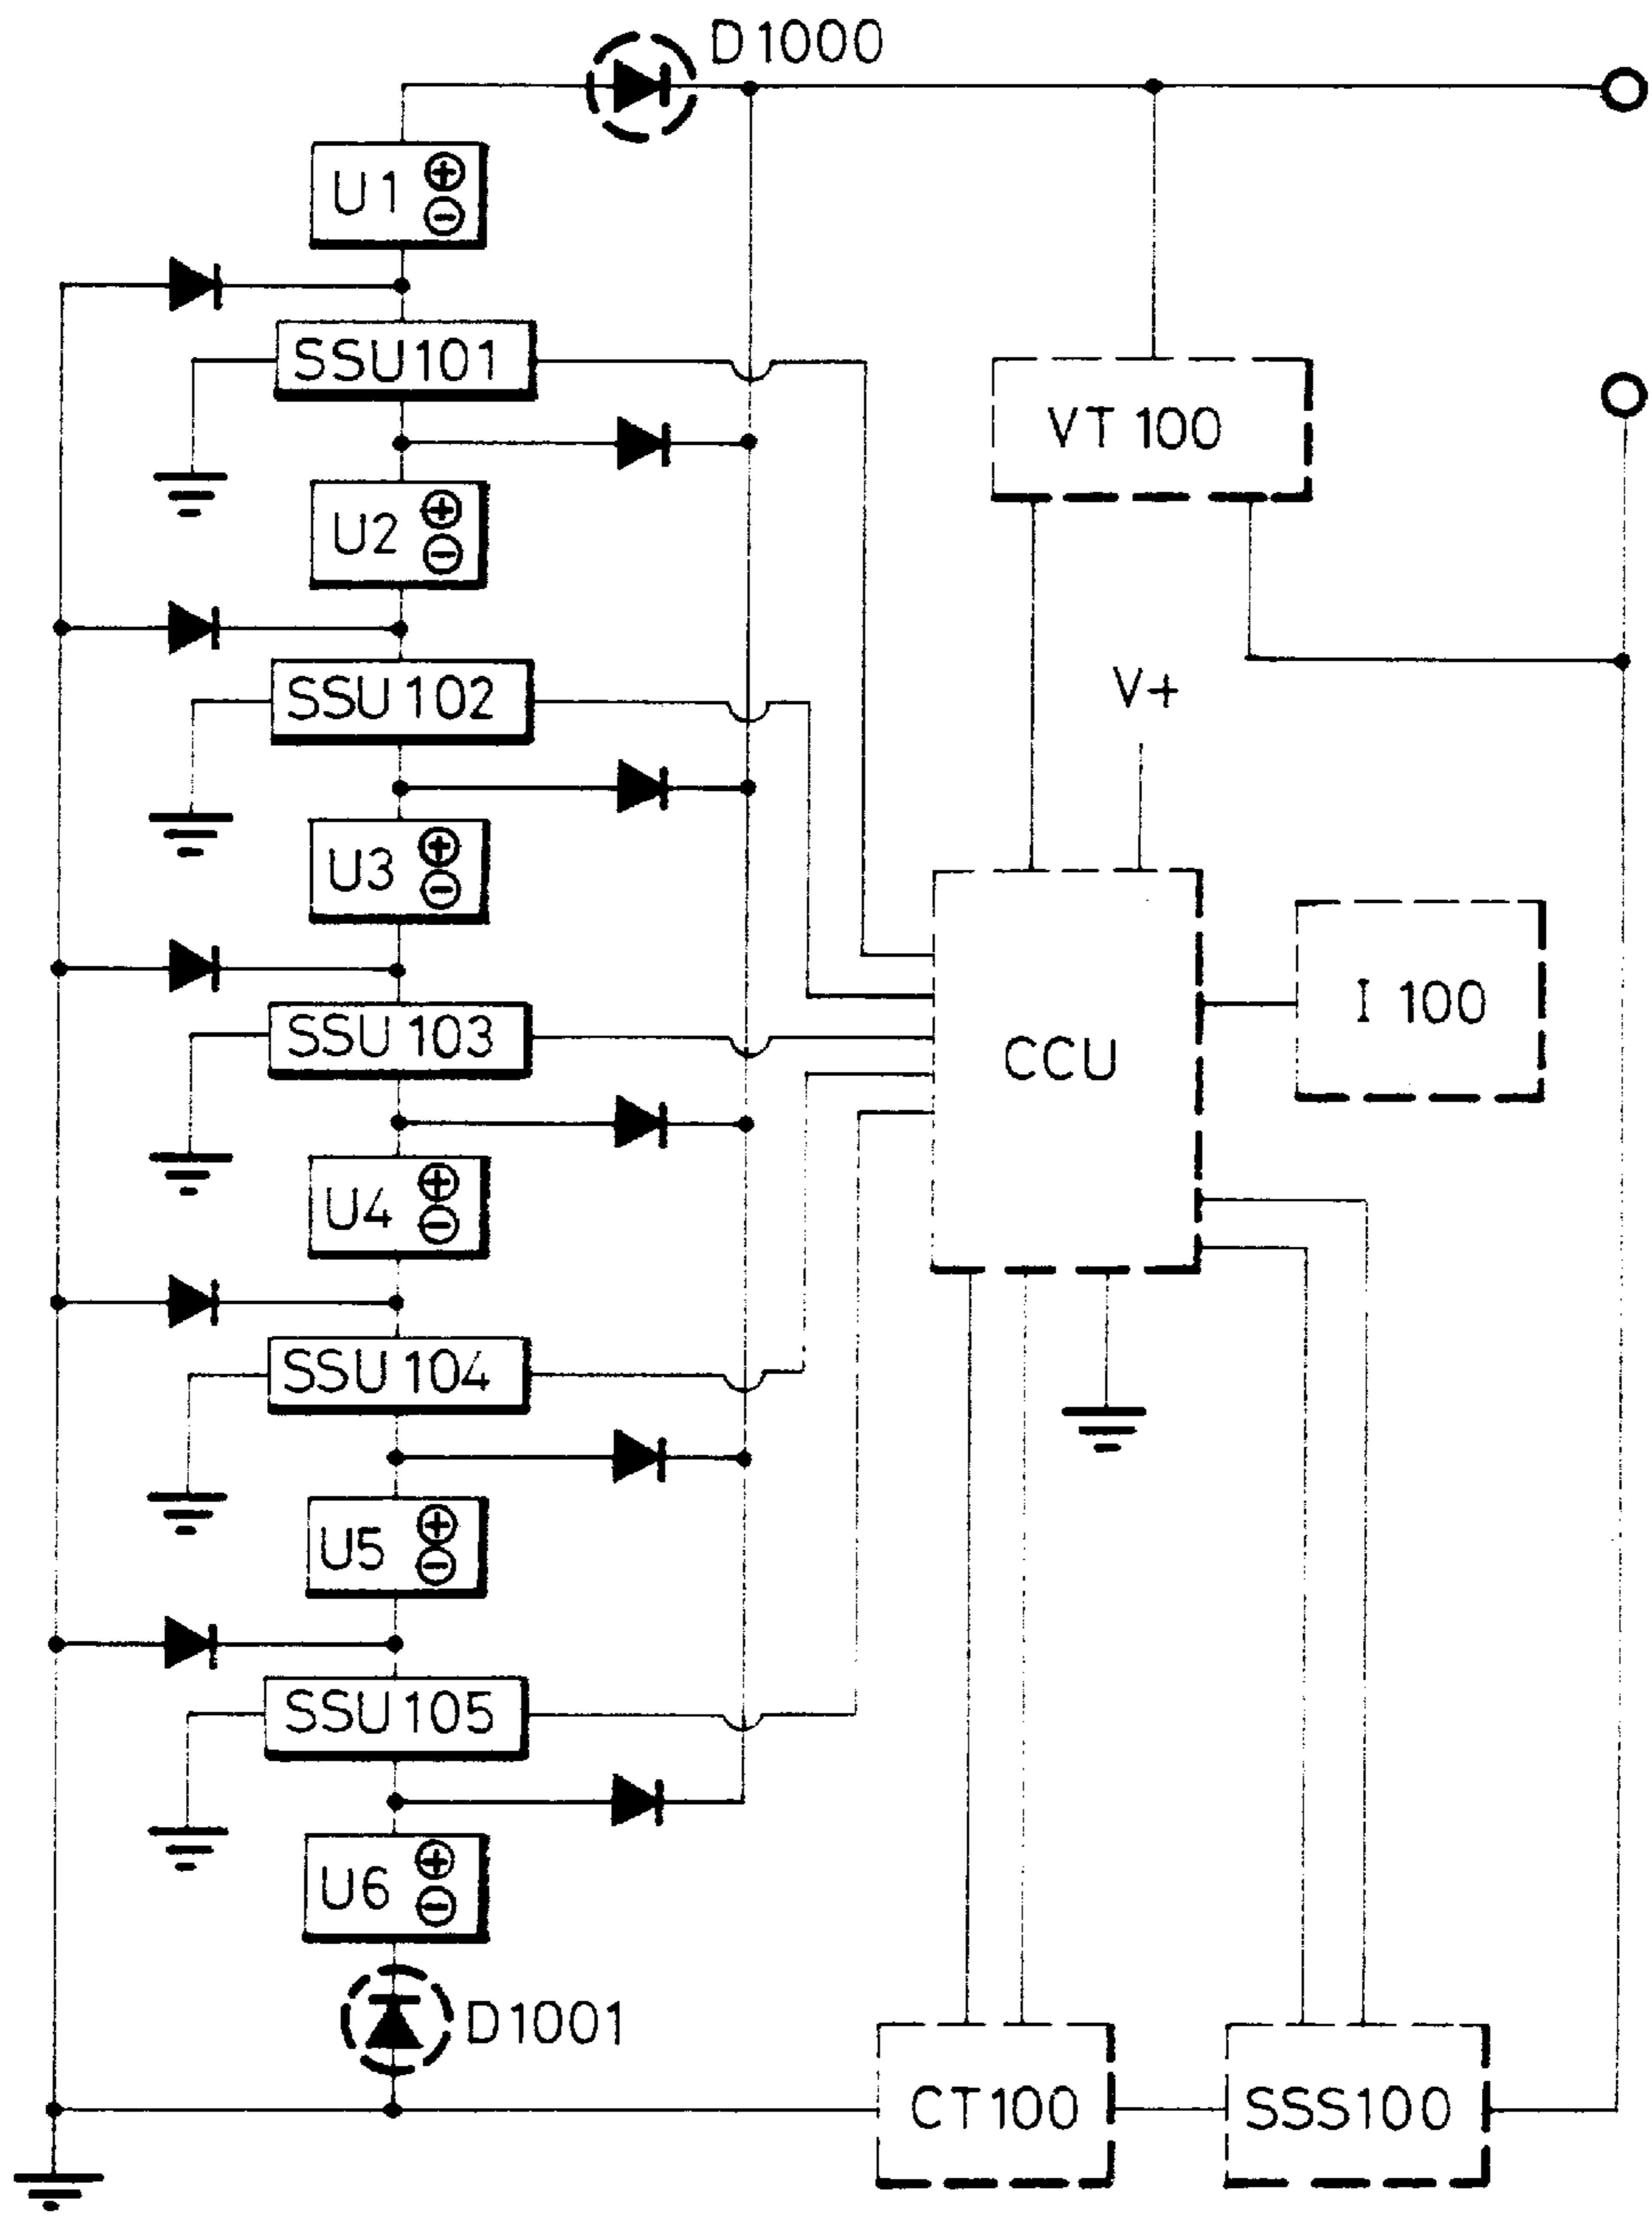 D1000
U1
SSU101
VT 100
U2
SSU 102
V+
U3
I 100
SSU 103
CCU
U4
SSU 104
U5
SSU 105
U6
D1001
CT100
SSS100